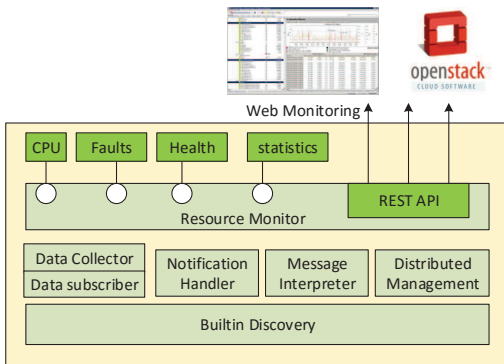 openstack
CLOUD SOFTWARE
Web Monitoring
CPU
Faults
Health
statistics
REST API
Resource Monitor
Data Collector
Data subscriber
Notification
Handler
Message
Interpreter
Distributed
Management
Builtin Discovery